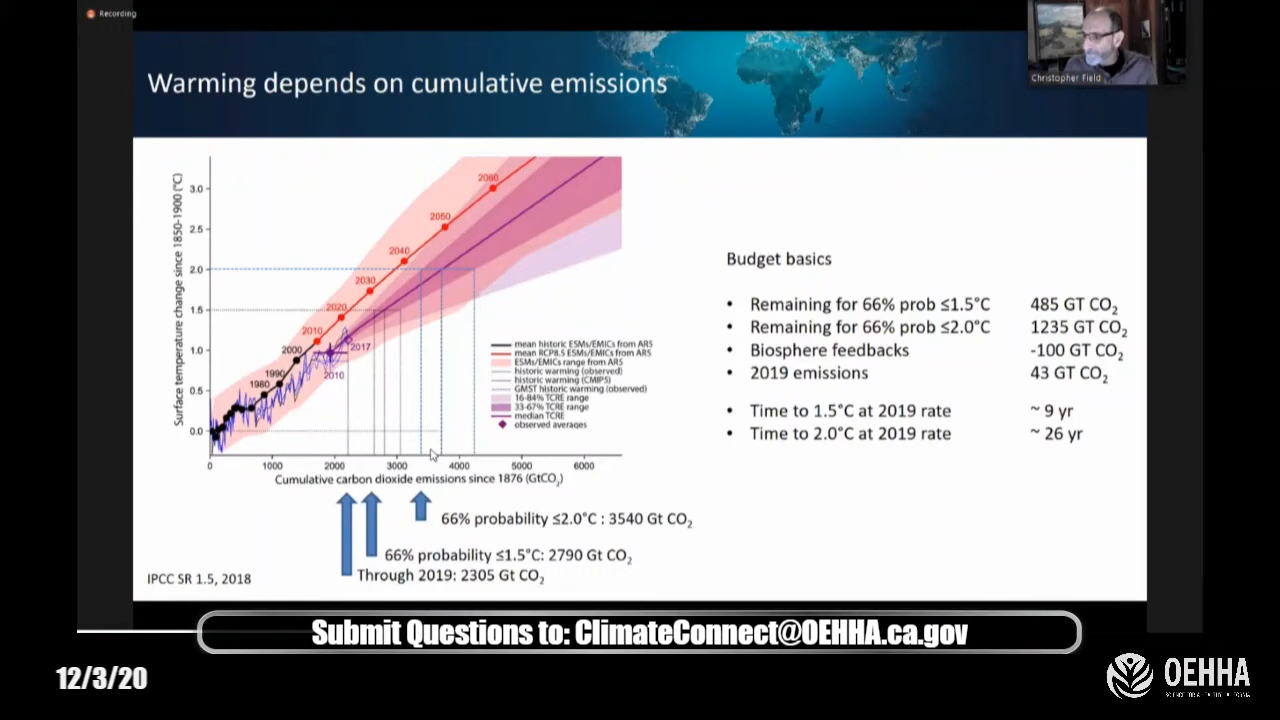 Recording
Christopher Field
Warming depends on cumulative emissions
Surface temperature change since 1850-1900 (°C)
3.0
2.5
2.0
1.5
1.0
0.5
0.0
2080
2050
2040
2030
2020
2010
2000
1990
1980
2017
2010
mean historic ESMs/EMICs from AR5
mean RCP8.5 ESMs/EMICs from AR5
ESMs/EMICs range from AR5
historic warming (observed)
historic warming (CMIP5)
GMST historic warming (observed)
16-84% TCRE range
33-67% TCRE range
median TCRE
observed averages
0 1000 2000 3000 4000 5000 6000
Cumulative carbon dioxide emissions since 1876 (GtCO₂)
66% probability ≤2.0°C : 3540 Gt CO₂
66% probability ≤1.5°C: 2790 Gt CO₂
Through 2019: 2305 Gt CO₂
IPCC SR 1.5, 2018
Budget basics
• Remaining for 66% prob ≤1.5°C 485 GT CO₂
• Remaining for 66% prob ≤2.0°C 1235 GT CO₂
• Biosphere feedbacks -100 GT CO₂
• 2019 emissions 43 GT CO₂
• Time to 1.5°C at 2019 rate ~ 9 yr
• Time to 2.0°C at 2019 rate ~ 26 yr
Submit Questions to: ClimateConnect@OEHHA.ca.gov
12/3/20
OEHHA